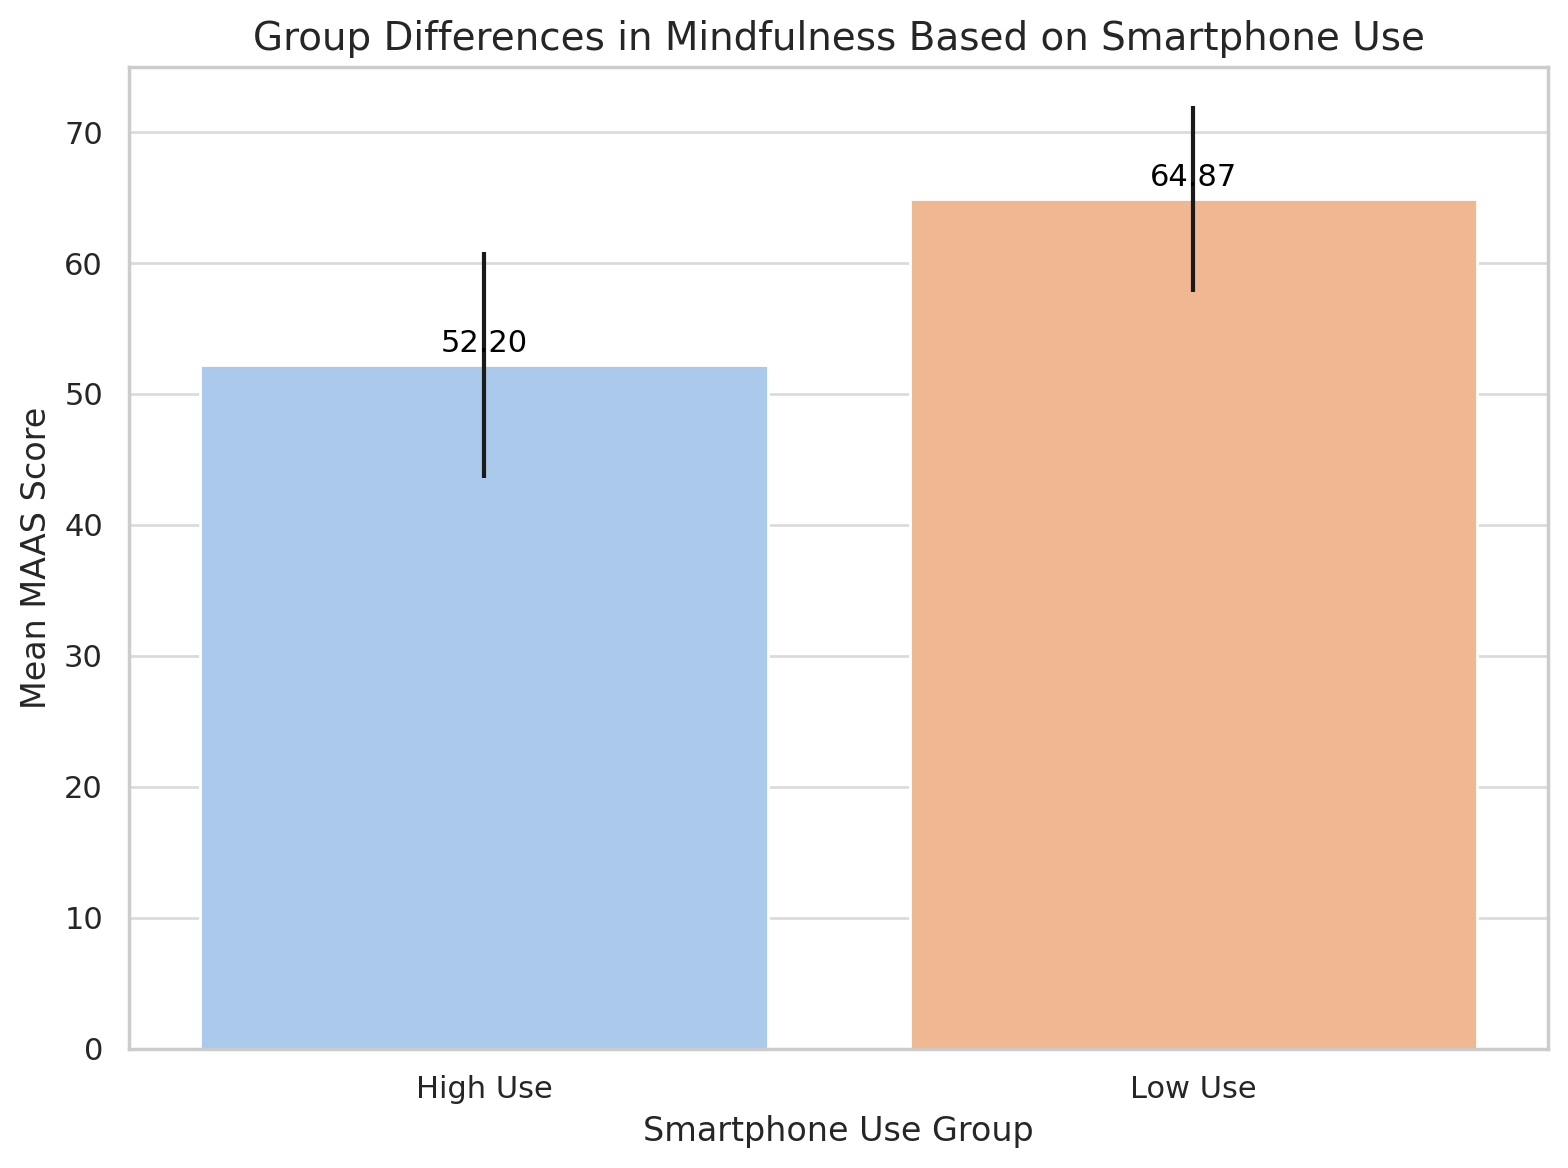 Group Differences in Mindfulness Based on Smartphone Use
Mean MAAS Score
70
60
50
40
30
20
10
0
52.20
64.87
High Use
Low Use
Smartphone Use Group